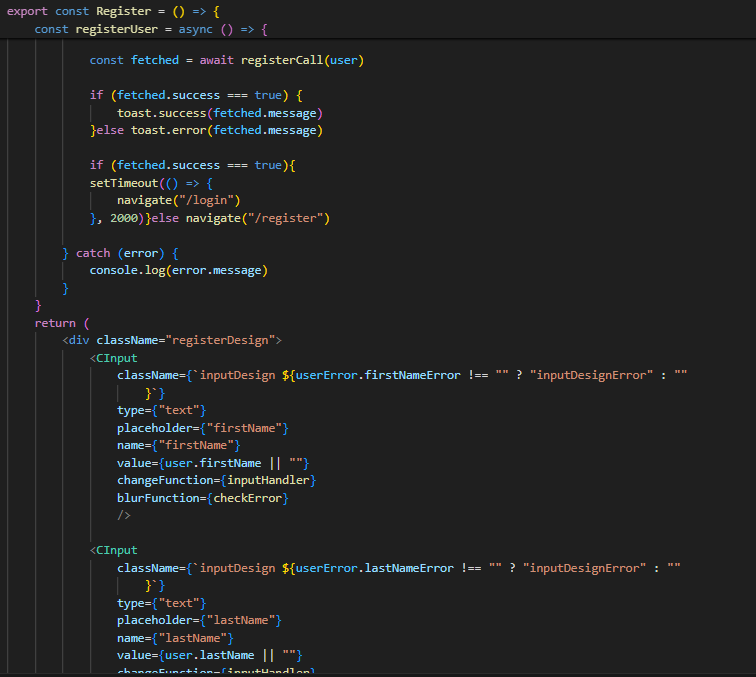 export const Register = () => {
const registerUser = async () => {
const fetched = await registerCall(user)
if (fetched.success === true) {
toast.success(fetched.message)
}else toast.error(fetched.message)
if (fetched.success === true){
setTimeout(() => {
navigate("/login")
}, 2000)}else navigate("/register")
} catch (error) {
console.log(error.message)
}
}
return (
<div className="registerDesign">
<CInput
className={`inputDesign ${userError.firstNameError !== "" ? "inputDesignError" : ""
}`}
type={"text"}
placeholder={"firstName"}
name={"firstName"}
value={user.firstName || ""}
changeFunction={inputHandler}
blurFunction={checkError}
/>
<CInput
className={`inputDesign ${userError.lastNameError !== "" ? "inputDesignError" : ""
}`}
type={"text"}
placeholder={"lastName"}
name={"lastName"}
value={user.lastName || ""}
changeFunction={inputHandler}